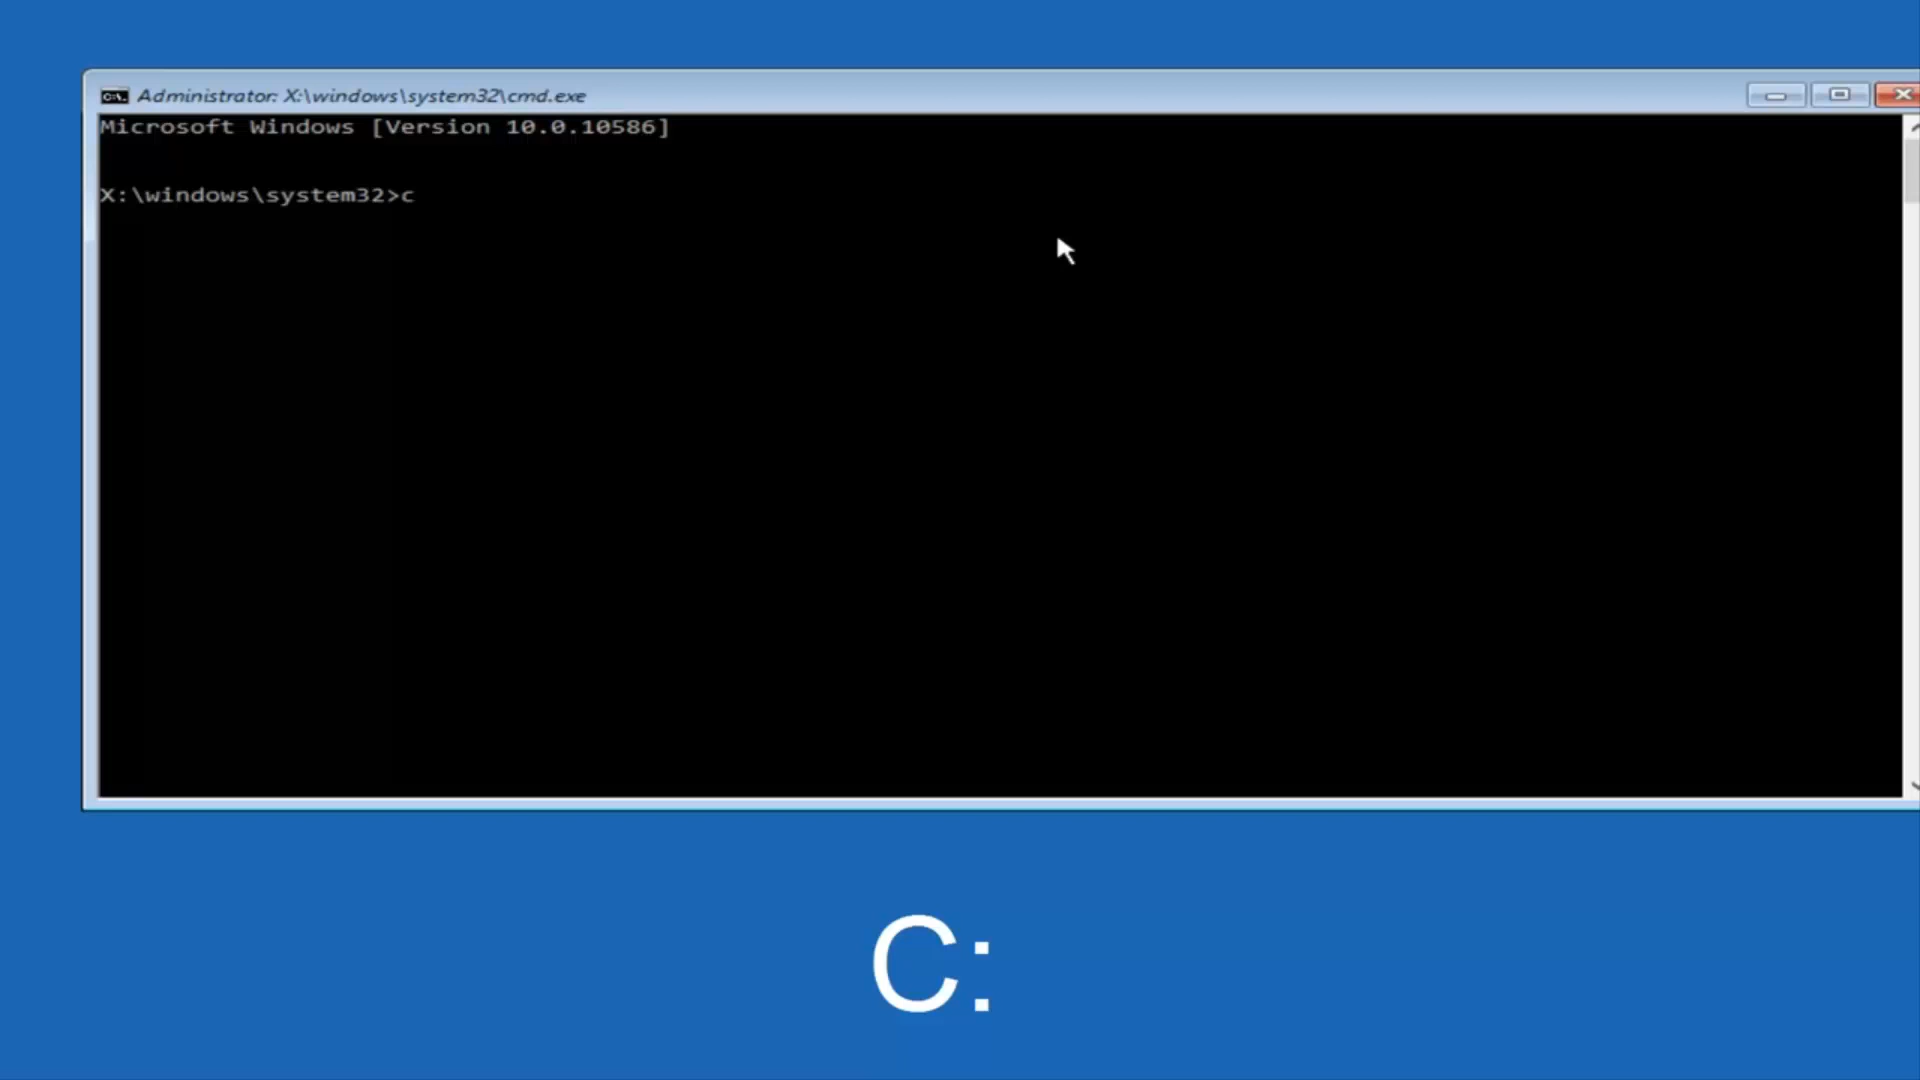 Administrator: X:\windows\system32\cmd.exe
Microsoft Windows [Version 10.0.10586]
X:\windows\system32>c
C: